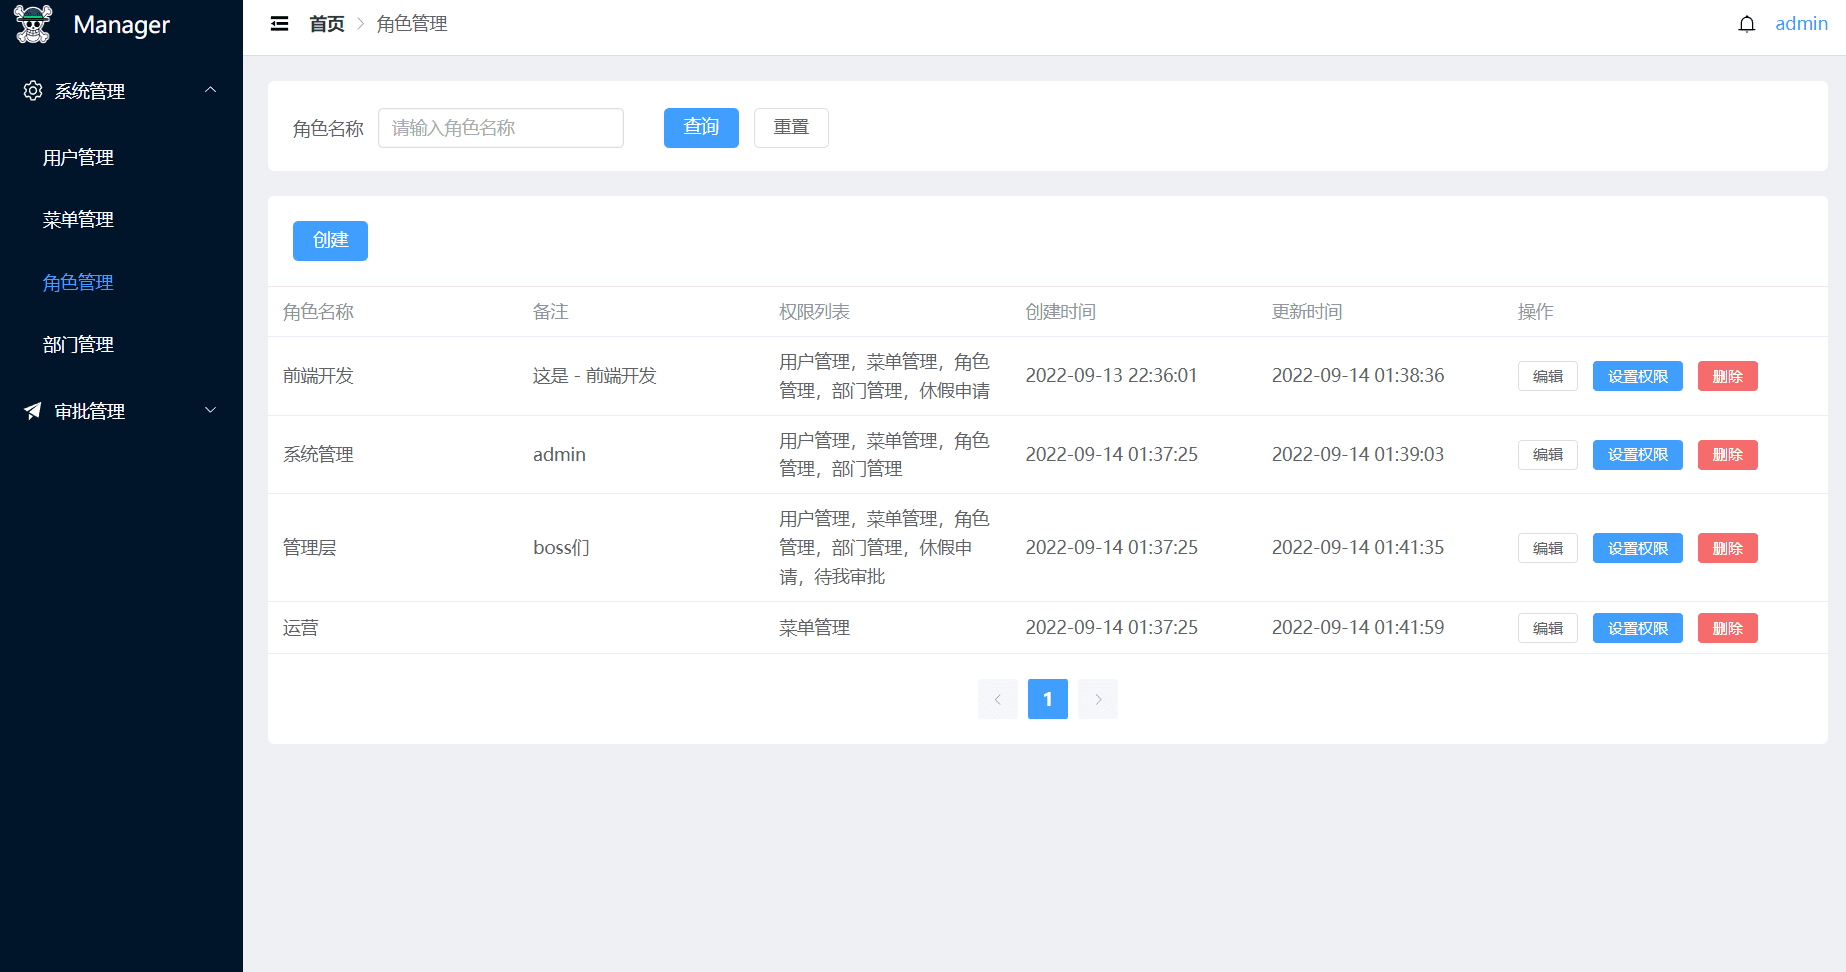 Manager
首页 > 角色管理
admin
系统管理
用户管理
菜单管理
角色管理
部门管理
审批管理
角色名称 请输入角色名称 查询 重置
创建
角色名称 备注 权限列表 创建时间 更新时间 操作
前端开发 这是 - 前端开发 用户管理，菜单管理，角色
管理，部门管理，休假申请 2022-09-13 22:36:01 2022-09-14 01:38:36 编辑 设置权限 删除
系统管理 admin 用户管理，菜单管理，角色
管理，部门管理 2022-09-14 01:37:25 2022-09-14 01:39:03 编辑 设置权限 删除
管理层 boss们 用户管理，菜单管理，角色
管理，部门管理，休假申
请，待我审批 2022-09-14 01:37:25 2022-09-14 01:41:35 编辑 设置权限 删除
运营 菜单管理 2022-09-14 01:37:25 2022-09-14 01:41:59 编辑 设置权限 删除
1